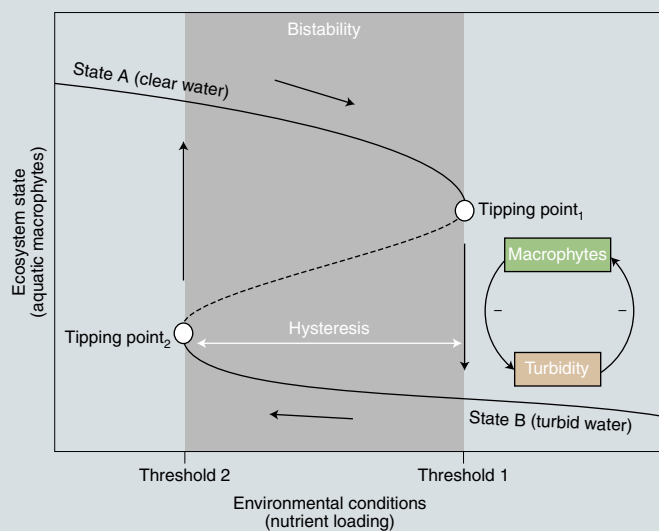 Bistability
State A (clear water)
Tipping point₁
Macrophytes
–
–
Turbidity
Tipping point₂
Hysteresis
State B (turbid water)
Ecosystem state
(aquatic macrophytes)
Threshold 2
Threshold 1
Environmental conditions
(nutrient loading)